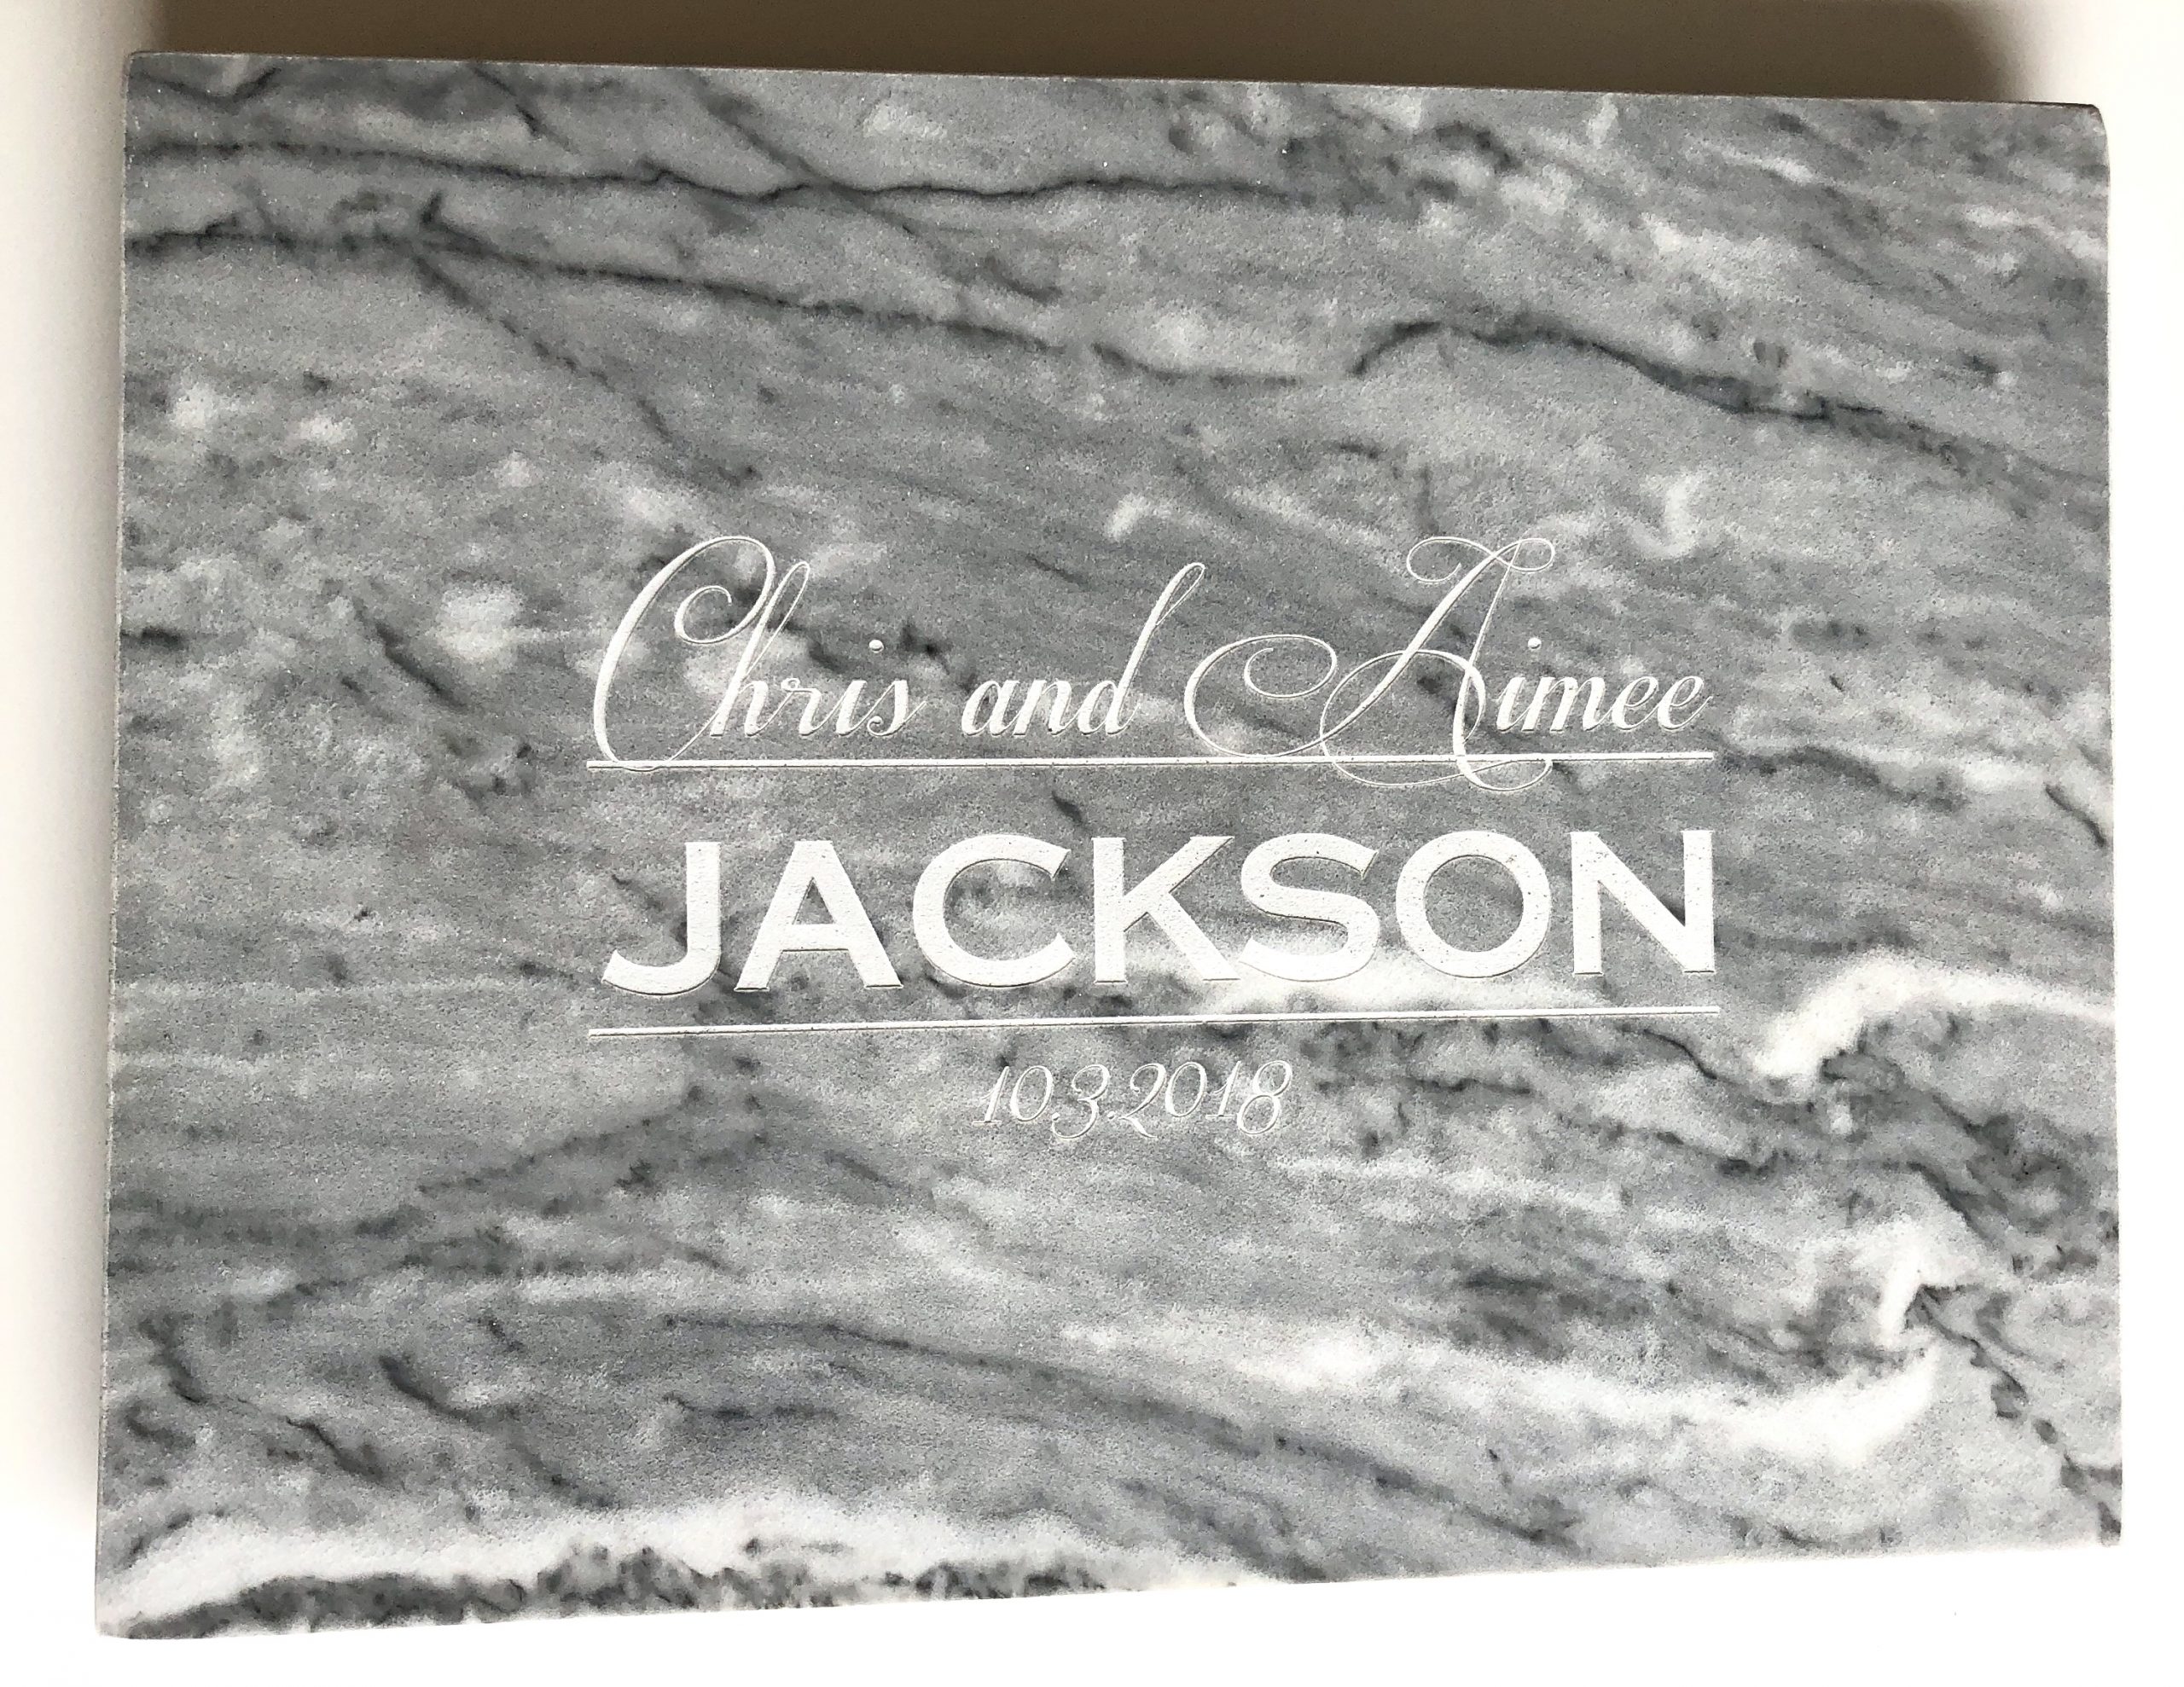 Chris and Aimee
JACKSON
10.3.2018